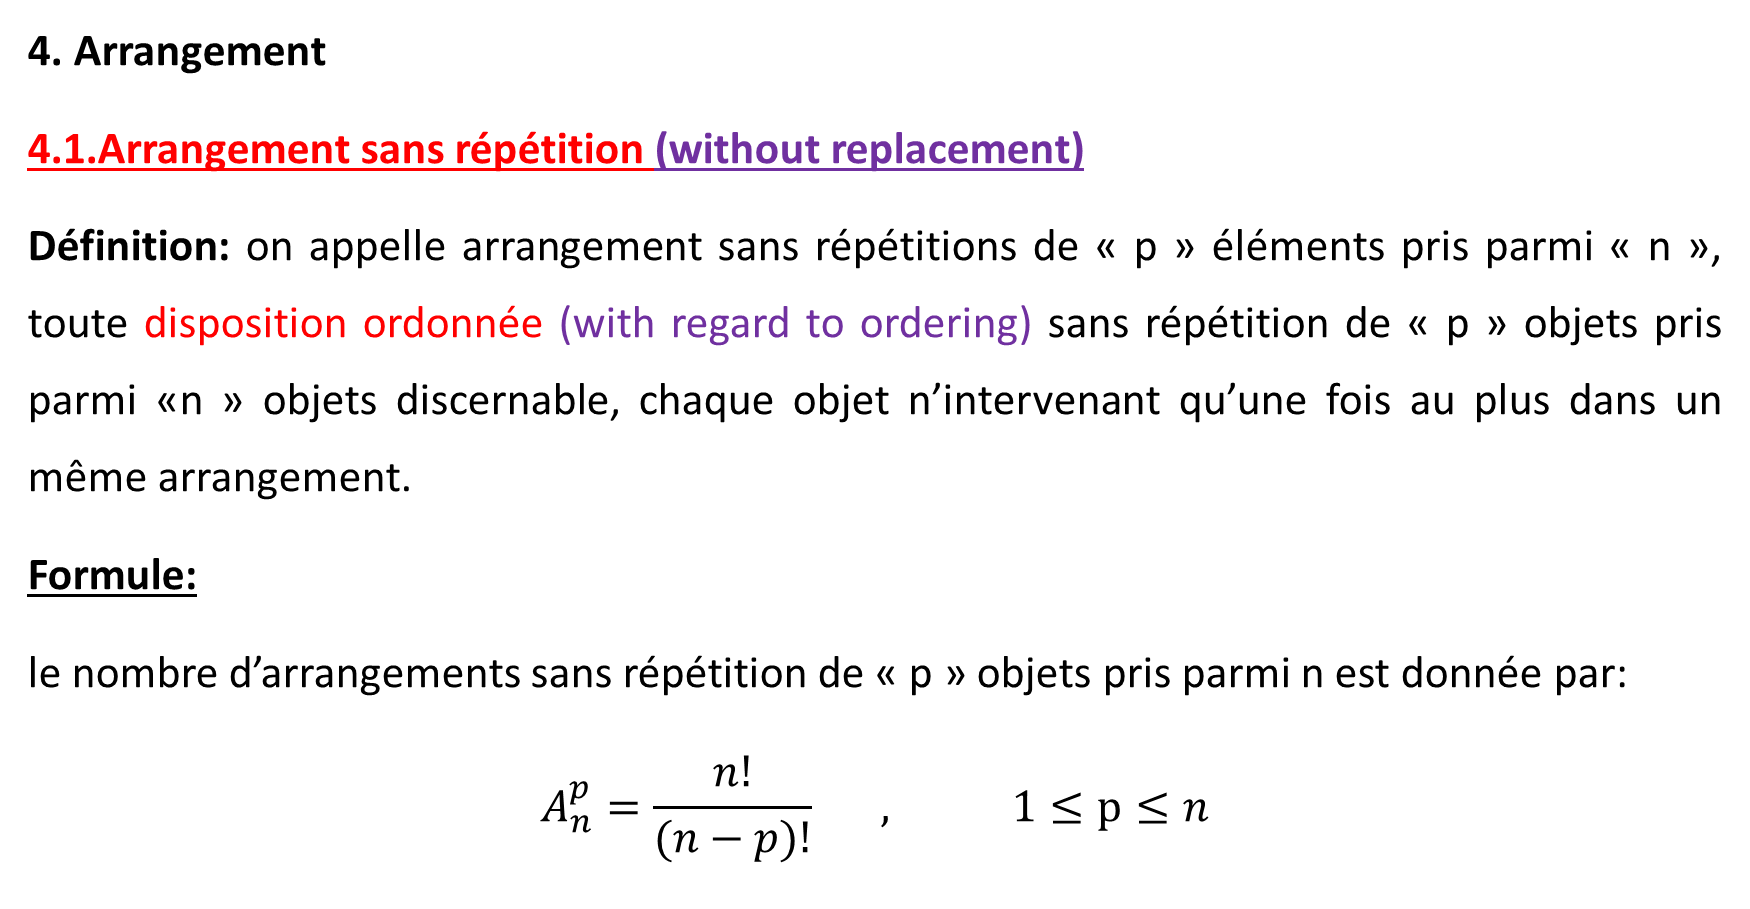 4. Arrangement
4.1.Arrangement sans répétition (without replacement)
Définition: on appelle arrangement sans répétitions de « p » éléments pris parmi « n »,
toute disposition ordonnée (with regard to ordering) sans répétition de « p » objets pris
parmi «n » objets discernable, chaque objet n’intervenant qu’une fois au plus dans un
même arrangement.
Formule:
le nombre d’arrangements sans répétition de « p » objets pris parmi n est donnée par:
$A_n^p = \frac{n!}{(n-p)!}$ , $1 \leq p \leq n$